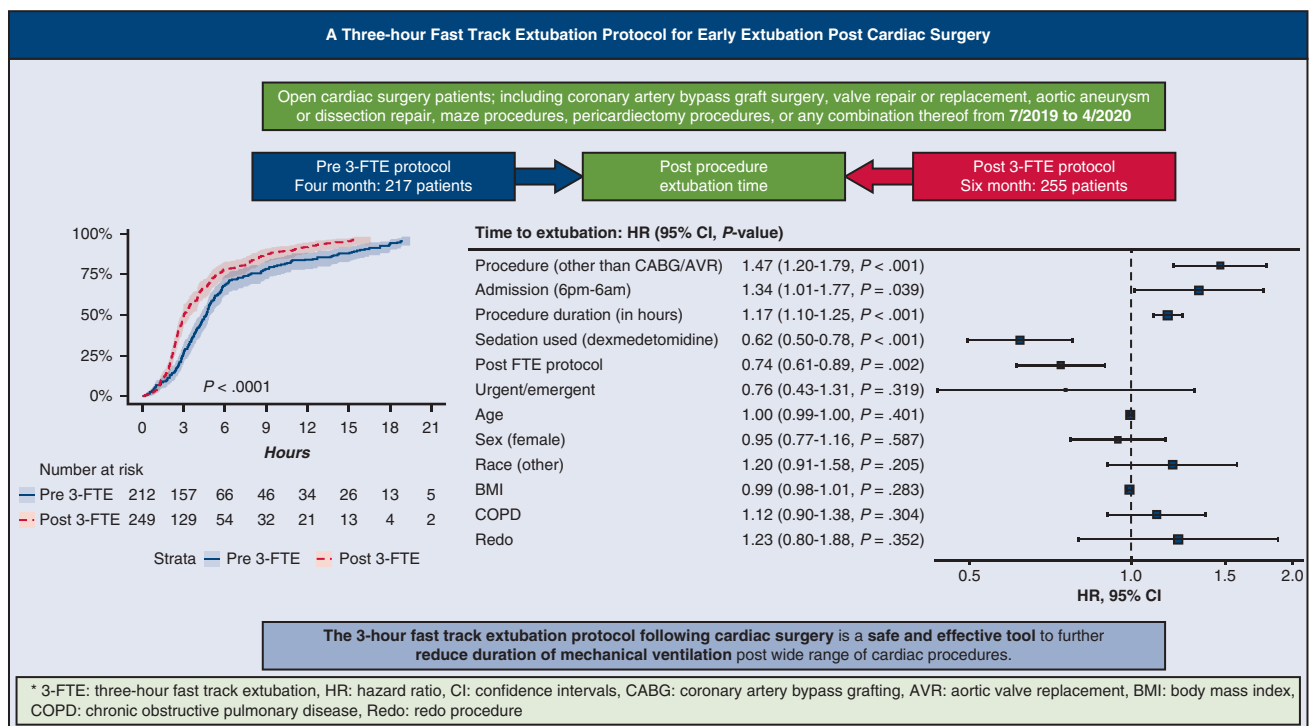 A Three-hour Fast Track Extubation Protocol for Early Extubation Post Cardiac Surgery
Open cardiac surgery patients; including coronary artery bypass graft surgery, valve repair or replacement, aortic aneurysm
or dissection repair, maze procedures, pericardiectomy procedures, or any combination thereof from 7/2019 to 4/2020
Pre 3-FTE protocol
Four month: 217 patients
Post procedure
extubation time
Post 3-FTE protocol
Six month: 255 patients
100%
75%
50%
25%
0%
P < .0001
0 3 6 9 12 15 18 21
Hours
Number at risk
Pre 3-FTE 212 157 66 46 34 26 13 5
Post 3-FTE 249 129 54 32 21 13 4 2
Strata Pre 3-FTE Post 3-FTE
Time to extubation: HR (95% CI, P-value)
Procedure (other than CABG/AVR) 1.47 (1.20-1.79, P < .001)
Admission (6pm-6am) 1.34 (1.01-1.77, P = .039)
Procedure duration (in hours) 1.17 (1.10-1.25, P < .001)
Sedation used (dexmedetomidine) 0.62 (0.50-0.78, P < .001)
Post FTE protocol 0.74 (0.61-0.89, P = .002)
Urgent/emergent 0.76 (0.43-1.31, P = .319)
Age 1.00 (0.99-1.00, P = .401)
Sex (female) 0.95 (0.77-1.16, P = .587)
Race (other) 1.20 (0.91-1.58, P = .205)
BMI 0.99 (0.98-1.01, P = .283)
COPD 1.12 (0.90-1.38, P = .304)
Redo 1.23 (0.80-1.88, P = .352)
0.5 1.0 1.5 2.0
HR, 95% CI
The 3-hour fast track extubation protocol following cardiac surgery is a safe and effective tool to further
reduce duration of mechanical ventilation post wide range of cardiac procedures.
* 3-FTE: three-hour fast track extubation, HR: hazard ratio, CI: confidence intervals, CABG: coronary artery bypass grafting, AVR: aortic valve replacement, BMI: body mass index,
COPD: chronic obstructive pulmonary disease, Redo: redo procedure